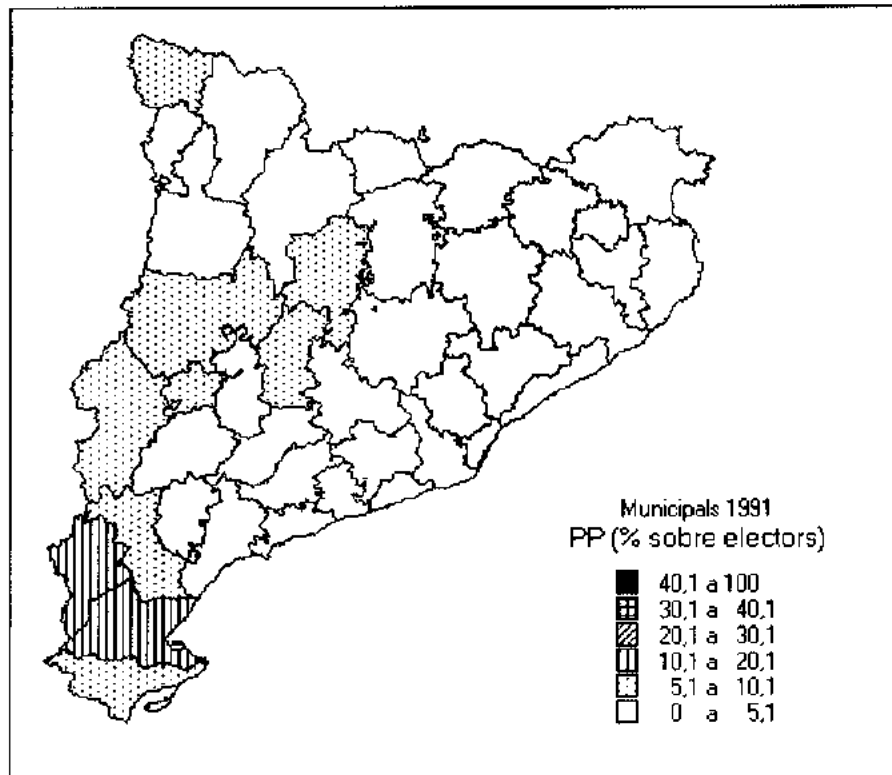 Municipals 1991
PP (% sobre electors)
40,1 a 100
30,1 a 40,1
20,1 a 30,1
10,1 a 20,1
5,1 a 10,1
0 a 5,1